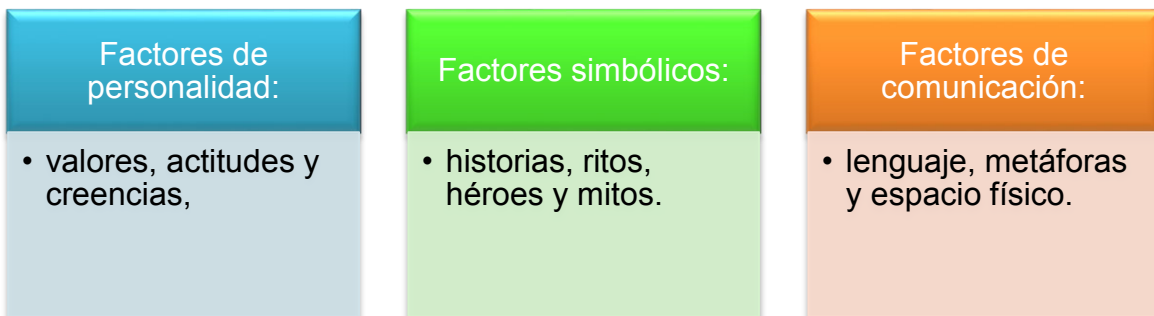 Factores de
personalidad:
• valores, actitudes y
creencias,
Factores simbólicos:
• historias, ritos,
héroes y mitos.
Factores de
comunicación:
• lenguaje, metáforas
y espacio físico.